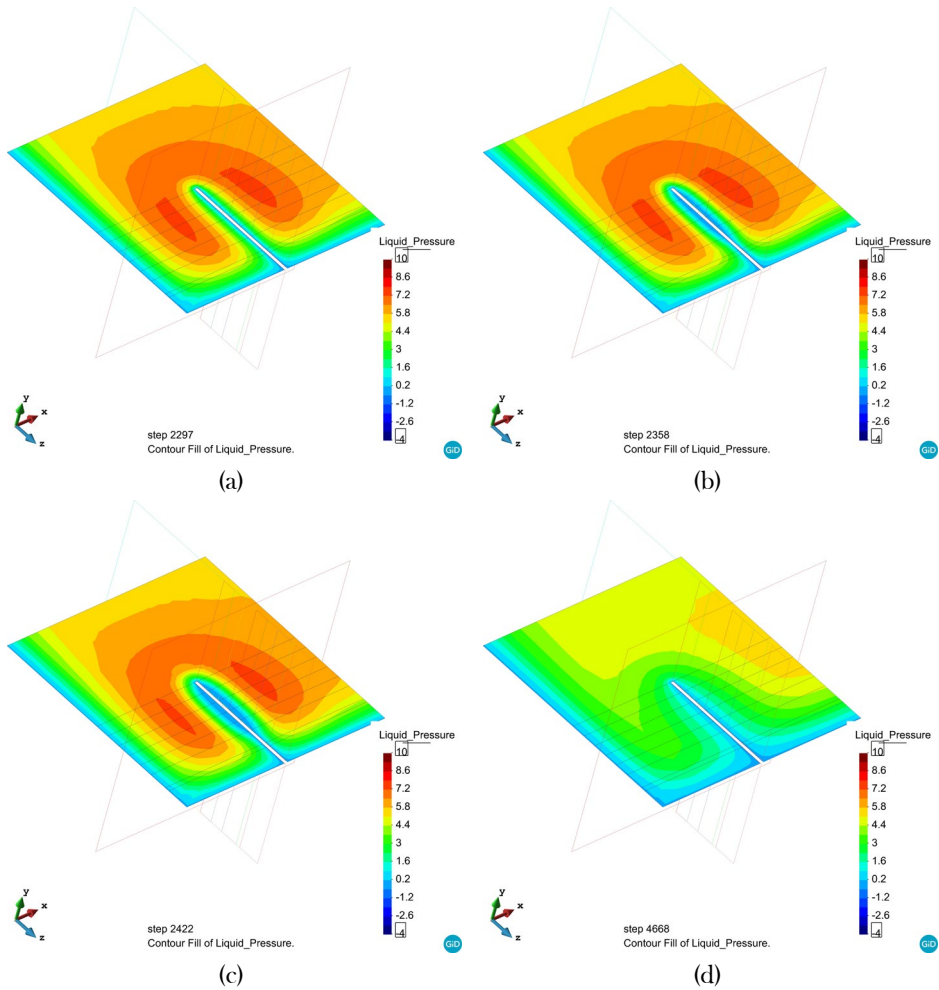 Liquid_Pressure
10
8.6
7.2
5.8
4.4
3
1.6
0.2
-1.2
-2.6
-4
y
x
z
step 2297
Contour Fill of Liquid_Pressure.
GiD
(a)
Liquid_Pressure
10
8.6
7.2
5.8
4.4
3
1.6
0.2
-1.2
-2.6
-4
y
x
z
step 2358
Contour Fill of Liquid_Pressure.
GiD
(b)
Liquid_Pressure
10
8.6
7.2
5.8
4.4
3
1.6
0.2
-1.2
-2.6
-4
y
x
z
step 2422
Contour Fill of Liquid_Pressure.
GiD
(c)
Liquid_Pressure
10
8.6
7.2
5.8
4.4
3
1.6
0.2
-1.2
-2.6
-4
y
x
z
step 4668
Contour Fill of Liquid_Pressure.
GiD
(d)